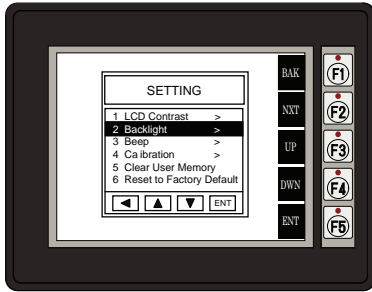 SETTING
1 LCD Contrast >
2 Backlight >
3 Beep >
4 Ca ibration >
5 Clear User Memory
6 Reset to Factory Default
ENT
BAK
NXT
UP
DWN
ENT
F1
F2
F3
F4
F5